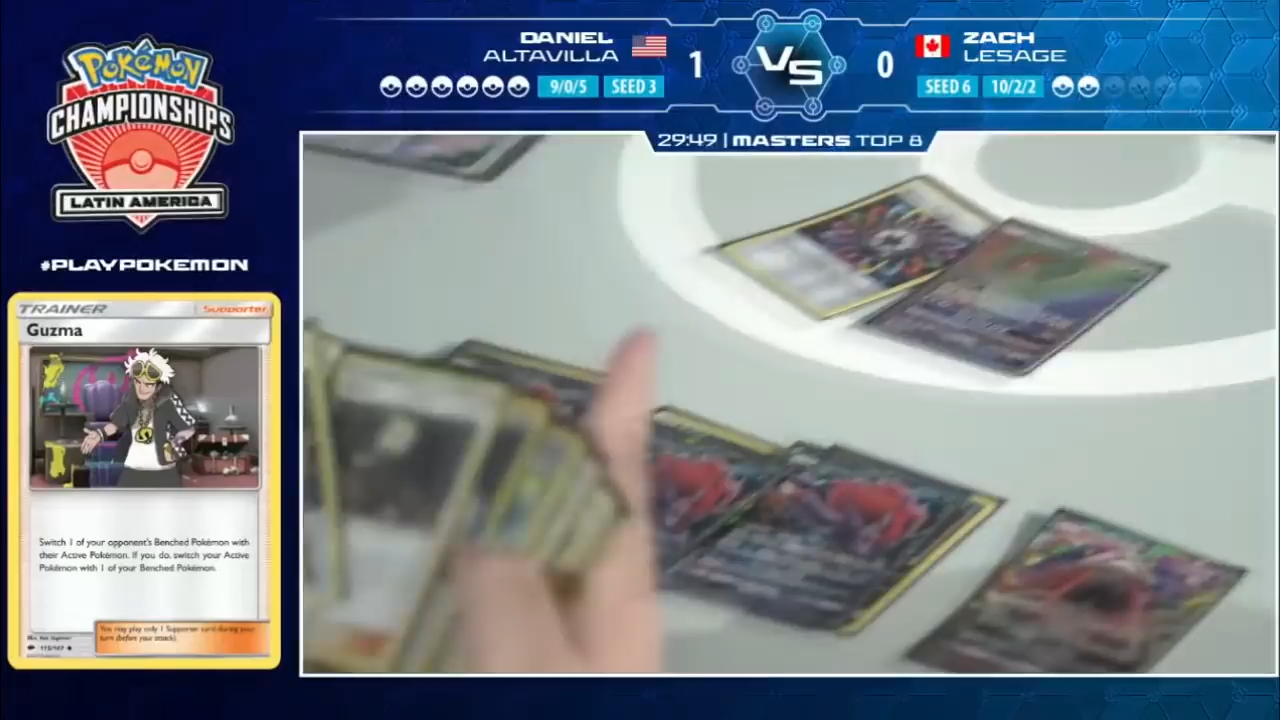 DANIEL
ALTAVILLA
1
VS
0
ZACH
LESAGE
9/0/5
SEED 3
SEED 6
10/2/2
29:49 | MASTERS TOP 8
Pokémon
CHAMPIONSHIPS
LATIN AMERICA
#PLAYPOKEMON
TRAINER
Supporter
Guzma
Switch 1 of your opponent's Benched Pokémon with
their Active Pokémon. If you do, switch your Active
Pokémon with 1 of your Benched Pokémon.
You may play only 1 Supporter card during your
turn (before your attack).
115/147